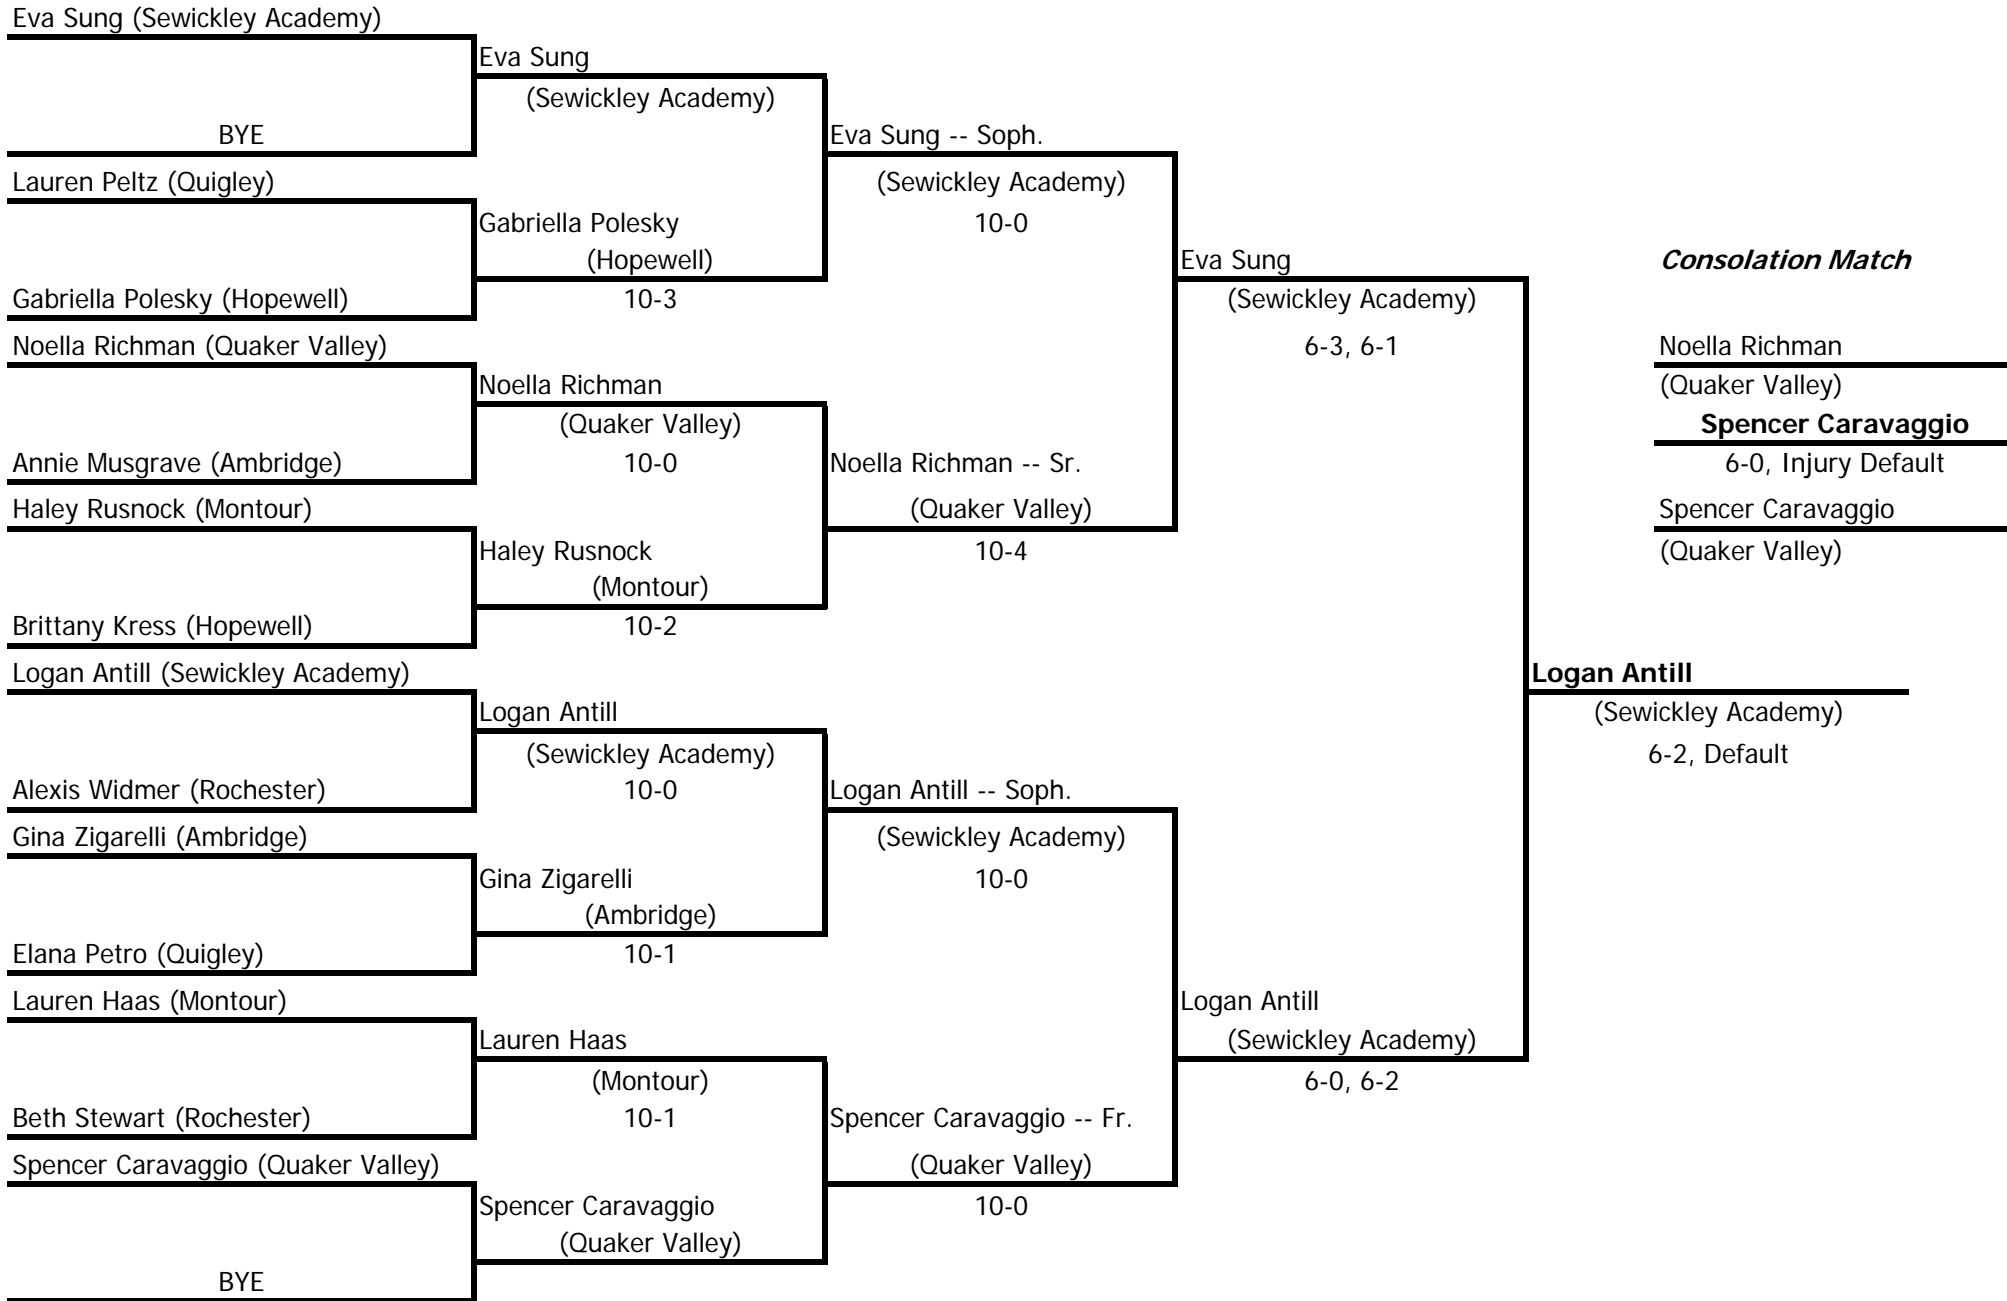 Eva Sung (Sewickley Academy)
BYE
Lauren Peltz (Quigley)
Gabriella Polesky (Hopewell)
Noella Richman (Quaker Valley)
Annie Musgrave (Ambridge)
Haley Rusnock (Montour)
Brittany Kress (Hopewell)
Logan Antill (Sewickley Academy)
Alexis Widmer (Rochester)
Gina Zigarelli (Ambridge)
Elana Petro (Quigley)
Lauren Haas (Montour)
Beth Stewart (Rochester)
Spencer Caravaggio (Quaker Valley)
BYE
Eva Sung
(Sewickley Academy)
Gabriella Polesky
(Hopewell)
10-3
Noella Richman
(Quaker Valley)
10-0
Haley Rusnock
(Montour)
10-2
Logan Antill
(Sewickley Academy)
10-0
Gina Zigarelli
(Ambridge)
10-1
Lauren Haas
(Montour)
10-1
Spencer Caravaggio
(Quaker Valley)
Eva Sung -- Soph.
(Sewickley Academy)
10-0
Noella Richman -- Sr.
(Quaker Valley)
10-4
Logan Antill -- Soph.
(Sewickley Academy)
10-0
Spencer Caravaggio -- Fr.
(Quaker Valley)
10-0
Eva Sung
(Sewickley Academy)
6-3, 6-1
Logan Antill
(Sewickley Academy)
6-0, 6-2
Logan Antill
(Sewickley Academy)
6-2, Default
Consolation Match
Noella Richman
(Quaker Valley)
Spencer Caravaggio
6-0, Injury Default
Spencer Caravaggio
(Quaker Valley)